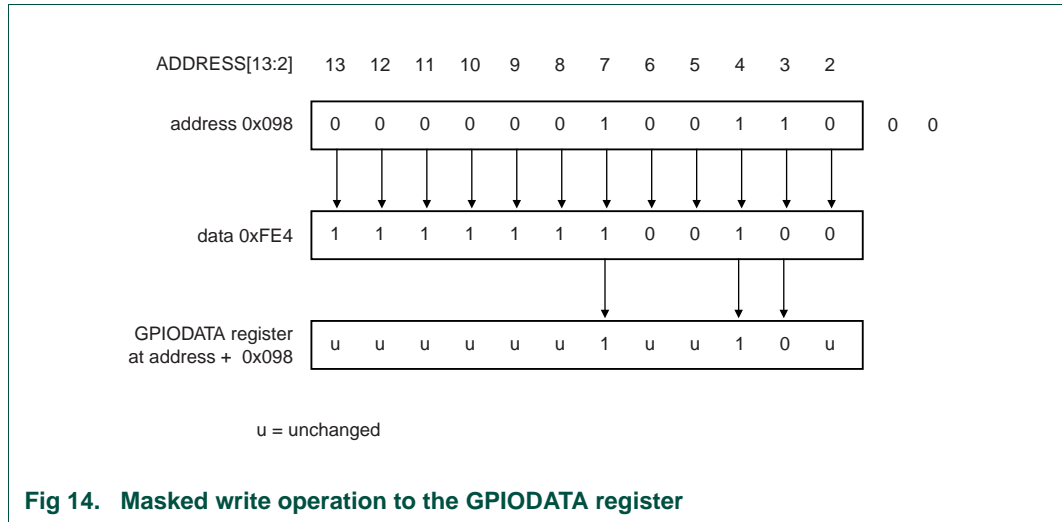 ADDRESS[13:2] 13 12 11 10 9 8 7 6 5 4 3 2
address 0x098 0 0 0 0 0 0 1 0 0 1 1 0 0 0
data 0xFE4 1 1 1 1 1 1 1 0 0 1 0 0
GPIODATA register
at address + 0x098
u u u u u u 1 u u 1 0 u
u = unchanged
Fig 14. Masked write operation to the GPIODATA register